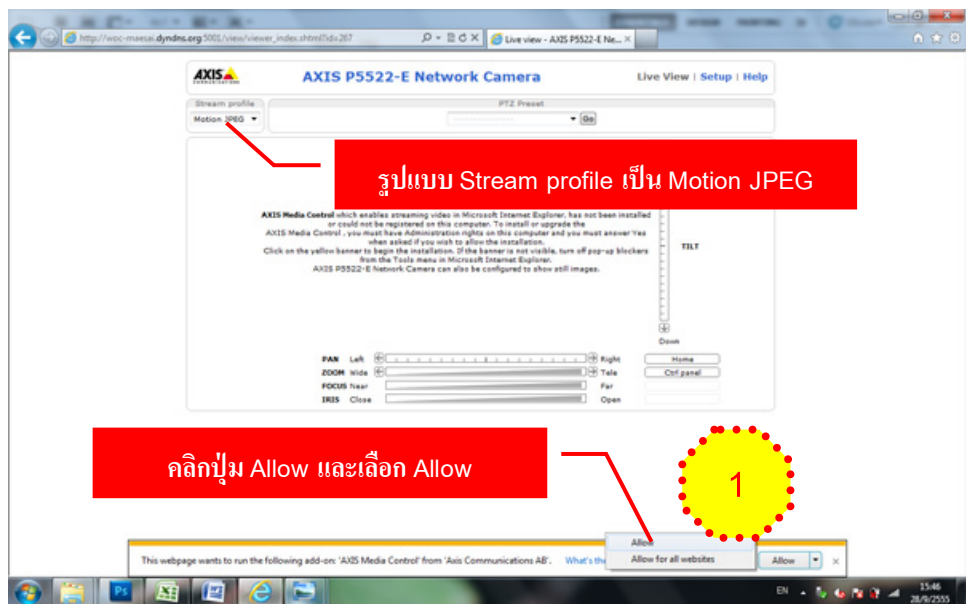 http://woc-maesai.dyndns.org:5001/view/viewer_index.shtml?id=267
Live view - AXIS P5522-E Ne...
AXIS
COMMUNICATIONS
AXIS P5522-E Network Camera
Live View | Setup | Help
Stream profile
PTZ Preset
Motion JPEG
Go
รูปแบบ Stream profile เป็น Motion JPEG
AXIS Media Control which enables streaming video in Microsoft Internet Explorer, has not been installed
or could not be registered on this computer. To install or upgrade the
AXIS Media Control , you must have Administration rights on this computer and you must answer Yes
when asked if you wish to allow the installation.
Click on the yellow banner to begin the installation. If the banner is not visible, turn off pop-up blockers
from the Tools menu in Microsoft Internet Explorer.
AXIS P5522-E Network Camera can also be configured to show still images.
TILT
Down
PAN Left Right Home
ZOOM Wide Tele Ctrl panel
FOCUS Near Far
IRIS Close Open
คลิกปุ่ม Allow และเลือก Allow
1
Allow
Allow for all websites
This webpage wants to run the following add-on: 'AXIS Media Control' from 'Axis Communications AB'. What's the
Allow
Ps
EN
15:46
28/9/2555